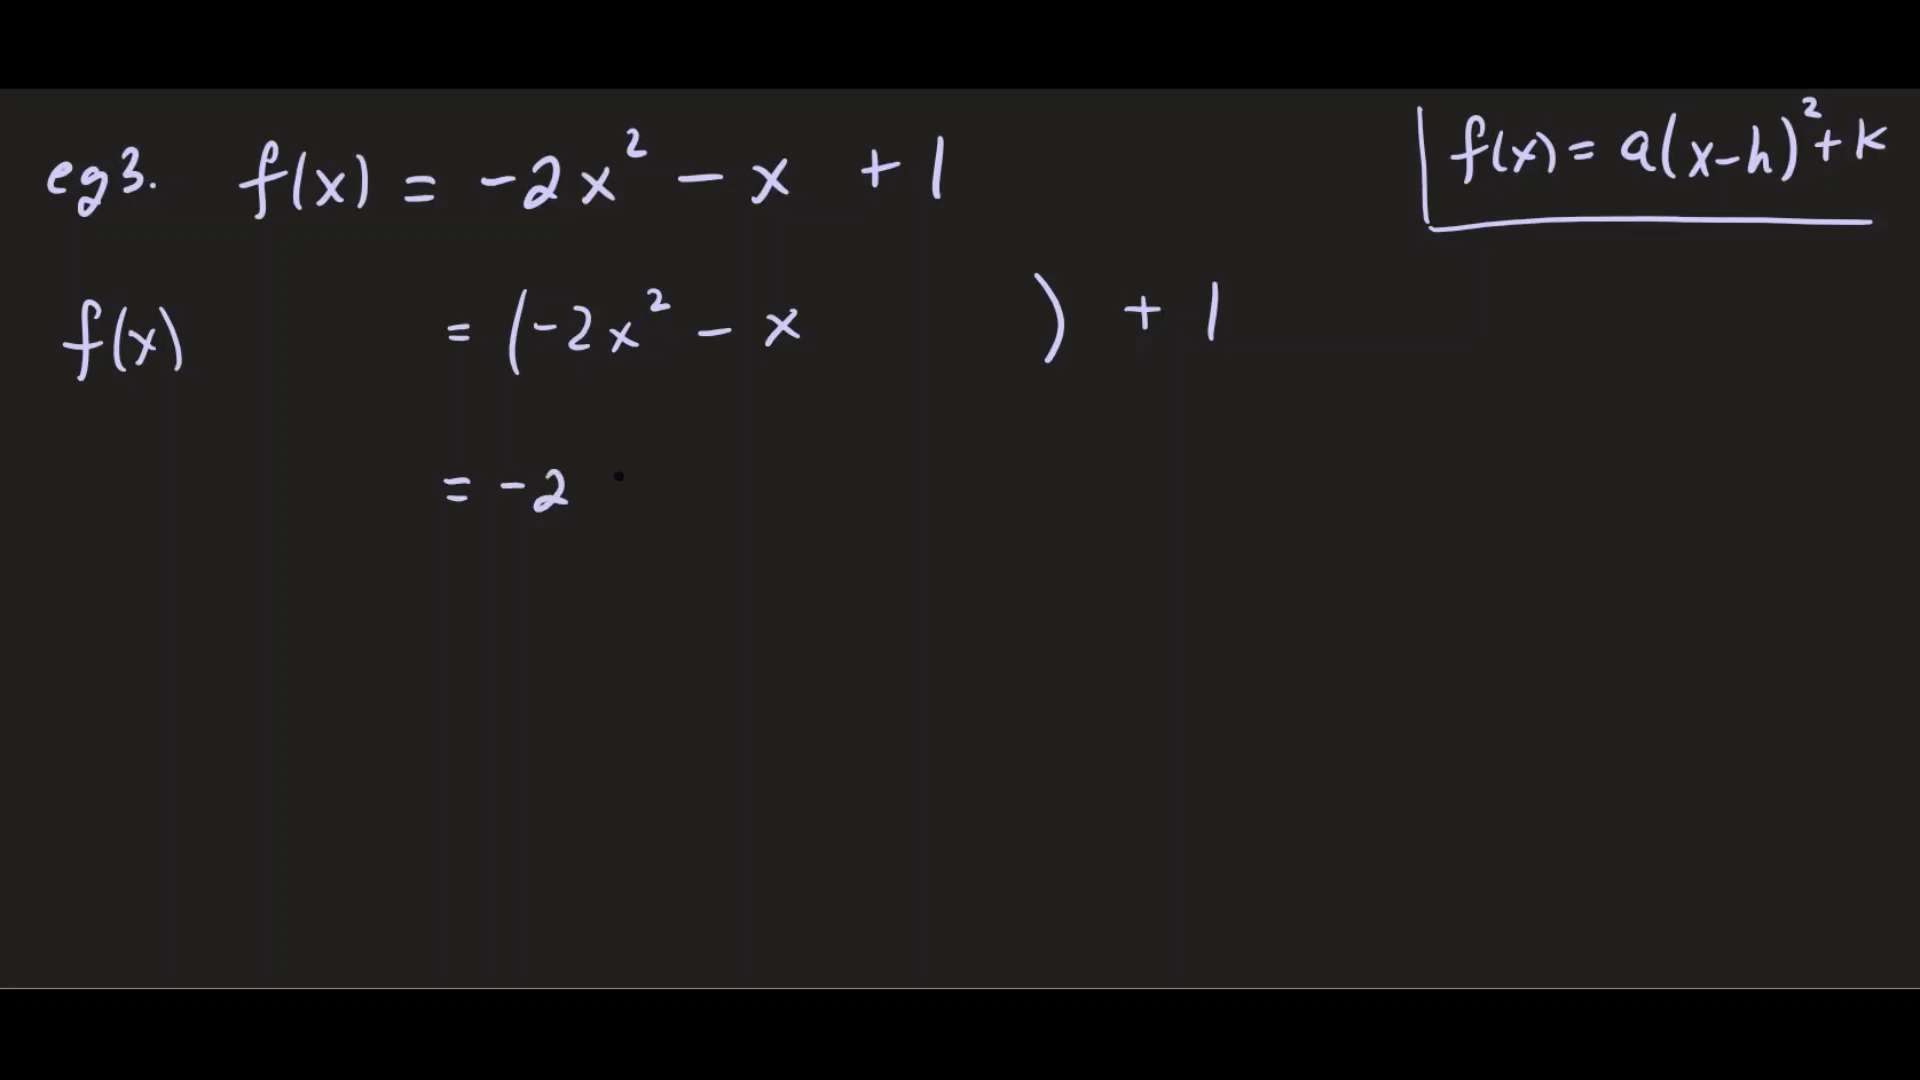 eg3. f(x) = -2x² - x + 1
f(x) = a(x-h)² + k
f(x) = (-2x² - x ) + 1
= -2